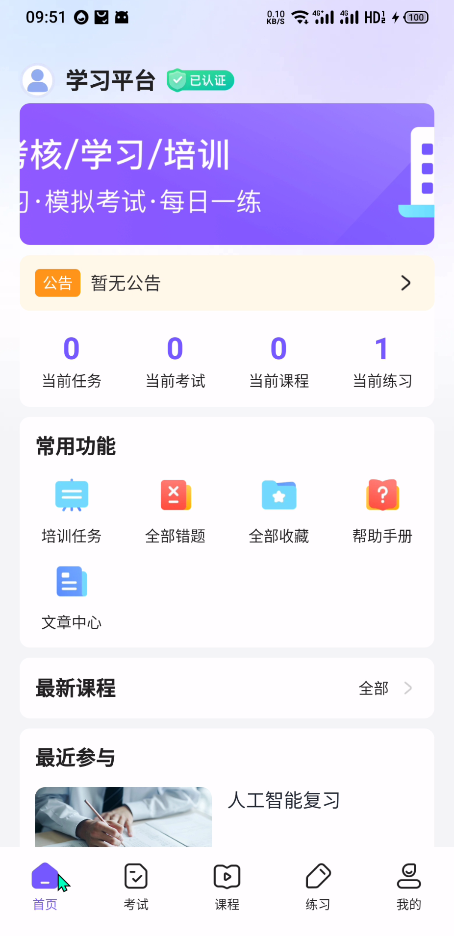 09:51 0.10 KB/S 4G+ 4G HD 100
学习平台 已认证
考核/学习/培训
习·模拟考试·每日一练
公告 暂无公告
0 0 0 1
当前任务 当前考试 当前课程 当前练习
常用功能
培训任务 全部错题 全部收藏 帮助手册
文章中心
最新课程 全部
最近参与
人工智能复习
首页 考试 课程 练习 我的